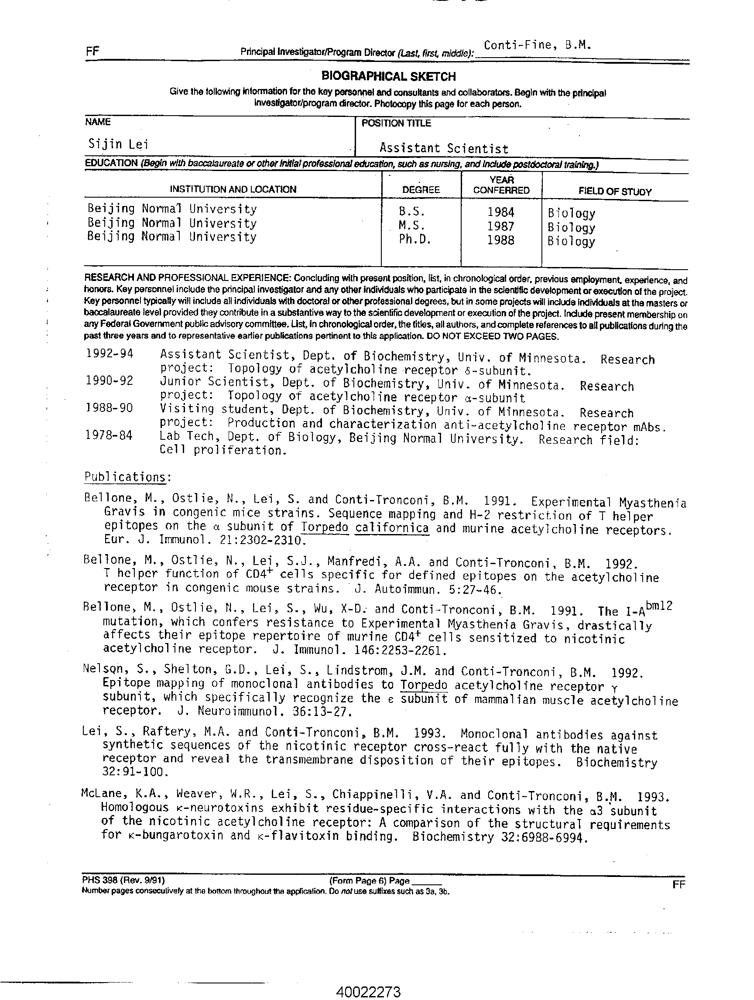 FF
Principal Investigator/Program Director (Last, first, middle): Conti-Fine, B.M.
BIOGRAPHICAL SKETCH
Give the following information for the key personnel and consultants and collaborators. Begin with the principal
investigator/program director. Photocopy this page for each person.
NAME
POSITION TITLE
Sijin Lei
Assistant Scientist
EDUCATION (Begin with baccalaureate or other initial professional education, such as nursing, and include postdoctoral training.)
INSTITUTION AND LOCATION
DEGREE
YEAR CONFERRED
FIELD OF STUDY
Beijing Normal University B.S. 1984 Biology
Beijing Normal University M.S. 1987 Biology
Beijing Normal University Ph.D. 1988 Biology
RESEARCH AND PROFESSIONAL EXPERIENCE: Concluding with present position, list, in chronological order, previous employment, experience, and
honors. Key personnel include the principal investigator and any other individuals who participate in the scientific development or execution of the project.
Key personnel typically will include all individuals with doctoral or other professional degrees, but in some projects will include individuals at the masters or
baccalaureate level provided they contribute in a substantive way to the scientific development or execution of the project. Include present membership on
any Federal Government public advisory committee. List, in chronological order, the titles, all authors, and complete references to all publications during the
past three years and to representative earlier publications pertinent to this application. DO NOT EXCEED TWO PAGES.
1992-94 Assistant Scientist, Dept. of Biochemistry, Univ. of Minnesota. Research
project: Topology of acetylcholine receptor δ-subunit.
1990-92 Junior Scientist, Dept. of Biochemistry, Univ. of Minnesota. Research
project: Topology of acetylcholine receptor α-subunit
1988-90 Visiting student, Dept. of Biochemistry, Univ. of Minnesota. Research
project: Production and characterization anti-acetylcholine receptor mAbs.
1978-84 Lab Tech, Dept. of Biology, Beijing Normal University. Research field:
Cell proliferation.
Publications:
Bellone, M., Ostlie, N., Lei, S. and Conti-Tronconi, B.M. 1991. Experimental Myasthenia
Gravis in congenic mice strains. Sequence mapping and H-2 restriction of T helper
epitopes on the α subunit of Torpedo californica and murine acetylcholine receptors.
Eur. J. Immunol. 21:2302-2310.
Bellone, M., Ostlie, N., Lei, S.J., Manfredi, A.A. and Conti-Tronconi, B.M. 1992.
T helper function of CD4+ cells specific for defined epitopes on the acetylcholine
receptor in congenic mouse strains. J. Autoimmun. 5:27-46.
Bellone, M., Ostlie, N., Lei, S., Wu, X-D. and Conti-Tronconi, B.M. 1991. The I-Abm12
mutation, which confers resistance to Experimental Myasthenia Gravis, drastically
affects their epitope repertoire of murine CD4+ cells sensitized to nicotinic
acetylcholine receptor. J. Immunol. 146:2253-2261.
Nelson, S., Shelton, G.D., Lei, S., Lindstrom, J.M. and Conti-Tronconi, B.M. 1992.
Epitope mapping of monoclonal antibodies to Torpedo acetylcholine receptor γ
subunit, which specifically recognize the ε subunit of mammalian muscle acetylcholine
receptor. J. Neuroimmunol. 36:13-27.
Lei, S., Raftery, M.A. and Conti-Tronconi, B.M. 1993. Monoclonal antibodies against
synthetic sequences of the nicotinic receptor cross-react fully with the native
receptor and reveal the transmembrane disposition of their epitopes. Biochemistry
32:91-100.
McLane, K.A., Weaver, W.R., Lei, S., Chiappinelli, V.A. and Conti-Tronconi, B.M. 1993.
Homologous κ-neurotoxins exhibit residue-specific interactions with the α3 subunit
of the nicotinic acetylcholine receptor: A comparison of the structural requirements
for κ-bungarotoxin and κ-flavitoxin binding. Biochemistry 32:6988-6994.
PHS 398 (Rev. 9/91) (Form Page 6) Page FF
Number pages consecutively at the bottom throughout the application. Do not use suffixes such as 3a, 3b.
40022273